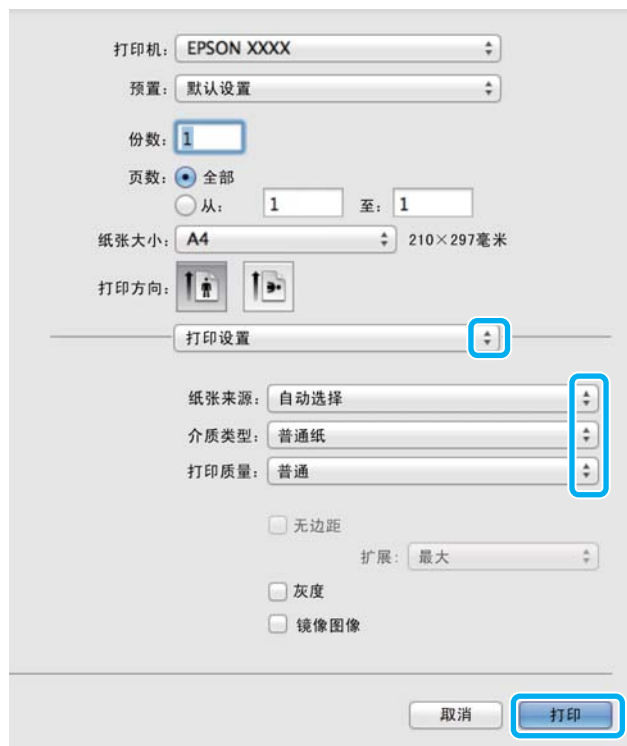 打印机: EPSON XXXX
预置: 默认设置
份数: 1
页数: 全部
从: 1 至: 1
纸张大小: A4 210×297毫米
打印方向:
打印设置
纸张来源: 自动选择
介质类型: 普通纸
打印质量: 普通
无边距
扩展: 最大
灰度
镜像图像
取消 打印